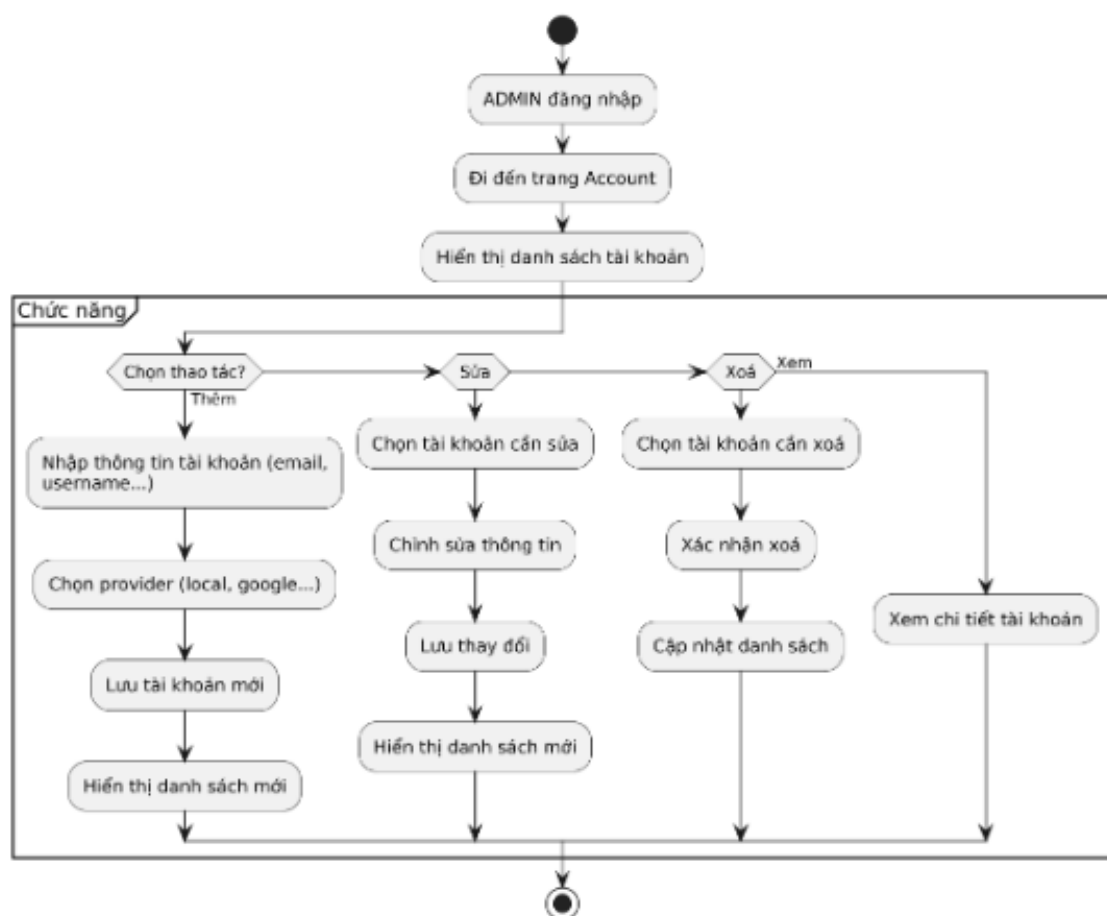 ADMIN đăng nhập
Đi đến trang Account
Hiển thị danh sách tài khoản
Chức năng
Chọn thao tác?
Thêm
Nhập thông tin tài khoản (email,
username...)
Chọn provider (local, google...)
Lưu tài khoản mới
Hiển thị danh sách mới
Sửa
Chọn tài khoản cần sửa
Chỉnh sửa thông tin
Lưu thay đổi
Hiển thị danh sách mới
Xoá
Chọn tài khoản cần xoá
Xác nhận xoá
Cập nhật danh sách
Xem
Xem chi tiết tài khoản